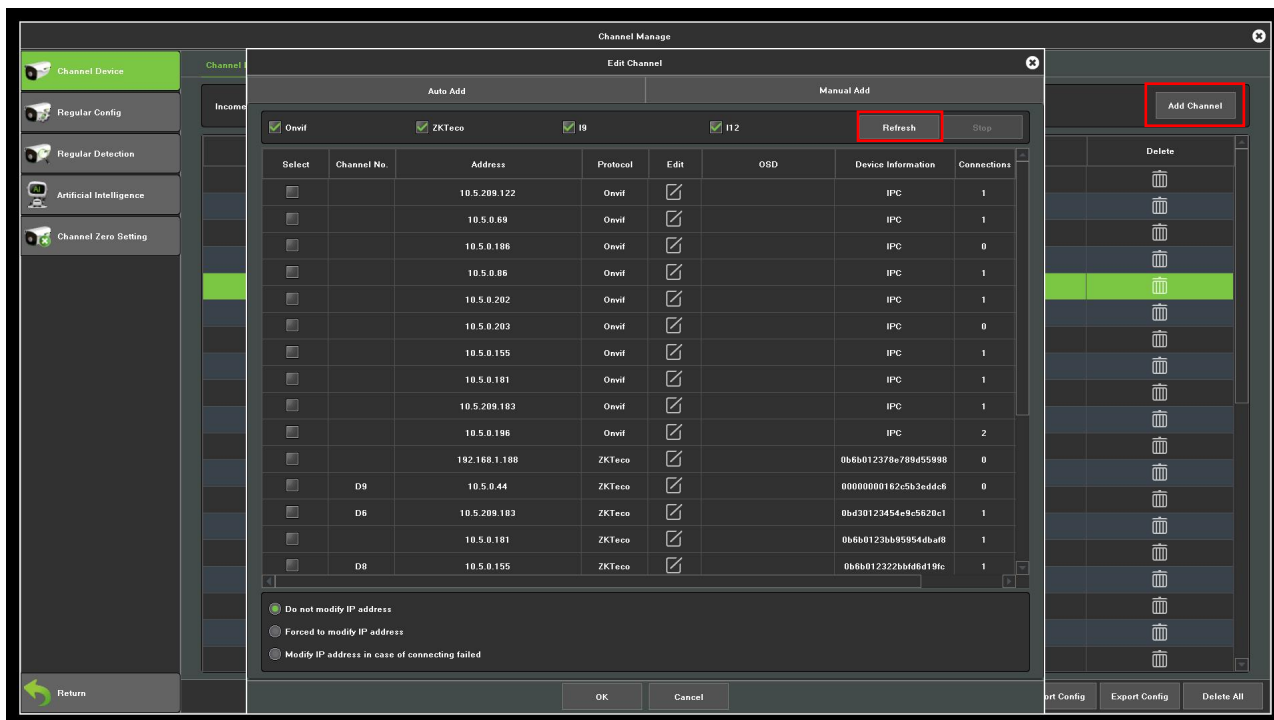 Channel Manage
Channel Device
Regular Config
Regular Detection
Artificial Intelligence
Channel Zero Setting
Return
Channel
Income
Add Channel
Delete
Edit Channel
Auto Add Manual Add
Onvif ZKTeco I9 I12 Refresh Stop
Select Channel No. Address Protocol Edit OSD Device Information Connections
10.5.209.122 Onvif IPC 1
10.5.0.69 Onvif IPC 1
10.5.0.186 Onvif IPC 0
10.5.0.86 Onvif IPC 1
10.5.0.202 Onvif IPC 1
10.5.0.203 Onvif IPC 0
10.5.0.155 Onvif IPC 1
10.5.0.181 Onvif IPC 1
10.5.209.183 Onvif IPC 1
10.5.0.196 Onvif IPC 2
192.168.1.188 ZKTeco 0b6b012378e789d55998 0
D9 10.5.0.44 ZKTeco 00000000162c5b3eddc6 0
D6 10.5.209.183 ZKTeco 0bd30123454e9c5620c1 1
10.5.0.181 ZKTeco 0b6b0123bb95954dbaf8 1
D8 10.5.0.155 ZKTeco 0b6b012322bbfd6d19fc 1
Do not modify IP address
Forced to modify IP address
Modify IP address in case of connecting failed
OK Cancel
ort Config Export Config Delete All